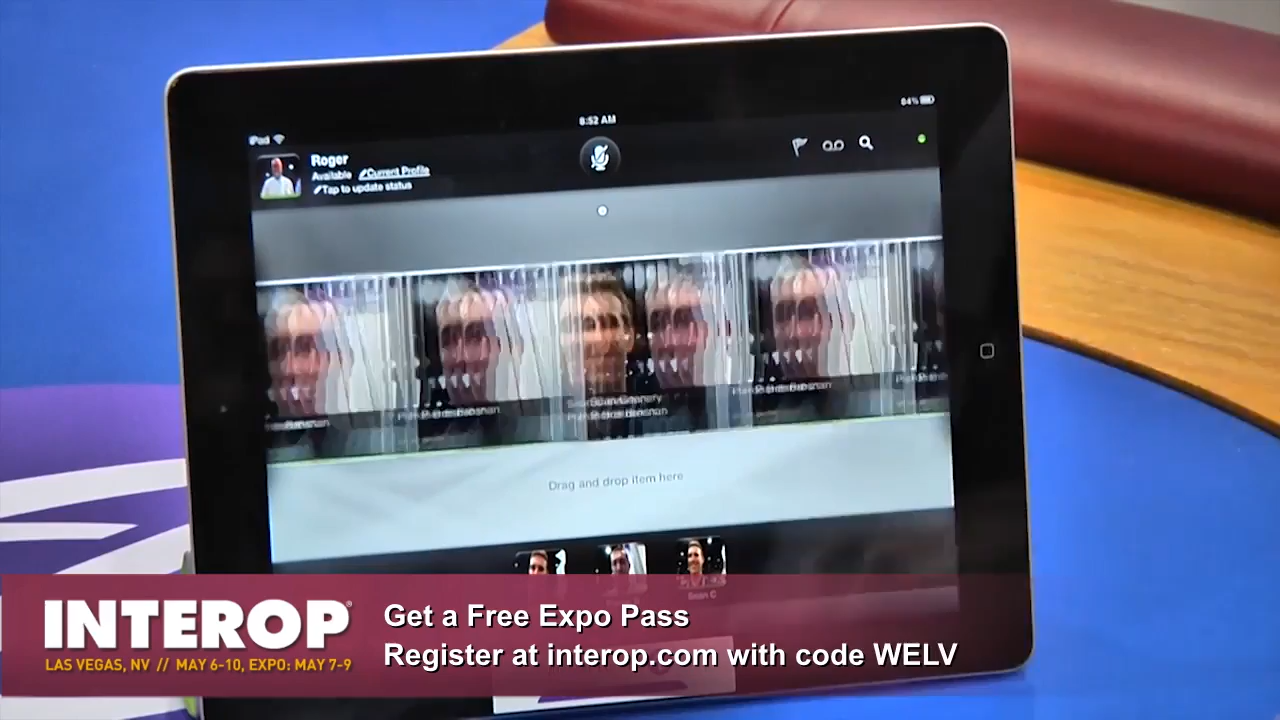 84%
8:52 AM
iPad
Roger
Available Current Profile
Tap to update status
Drag and drop item here
Sean C
INTEROP®
LAS VEGAS, NV // MAY 6-10, EXPO: MAY 7-9
Get a Free Expo Pass
Register at interop.com with code WELV